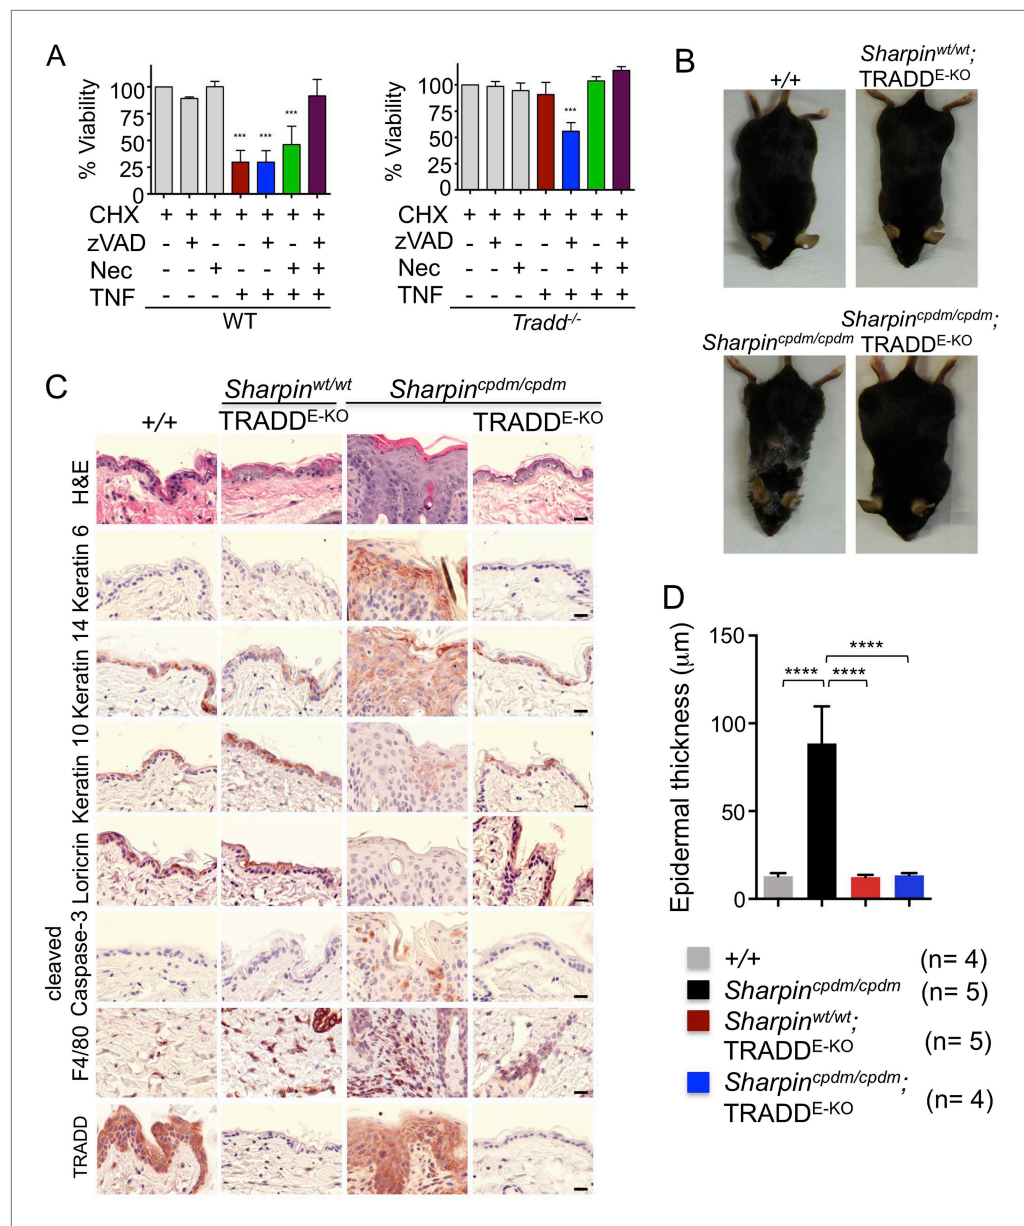 A
% Viability
100
75
50
25
0
***
***
***
CHX + + + + + + +
zVAD - + - - + - +
Nec - - + - - + +
TNF - - - + + + +
WT
% Viability
100
75
50
25
0
***
CHX + + + + + + +
zVAD - + - - + - +
Nec - - + - - + +
TNF - - - + + + +
Tradd-/-
B
+/+
Sharpinwt/wt;
TRADDE-KO
Sharpincpdm/cpdm
Sharpincpdm/cpdm;
TRADDE-KO
C
+/+
Sharpinwt/wt
TRADDE-KO
Sharpincpdm/cpdm
TRADDE-KO
H&E
Keratin 6
Keratin 14
Keratin 10
Loricrin
cleaved
Caspase-3
F4/80
TRADD
D
Epidermal thickness (μm)
150
100
50
0
****
****
****
+/+ (n= 4)
Sharpincpdm/cpdm (n= 5)
Sharpinwt/wt;
TRADDE-KO (n= 5)
Sharpincpdm/cpdm;
TRADDE-KO (n= 4)